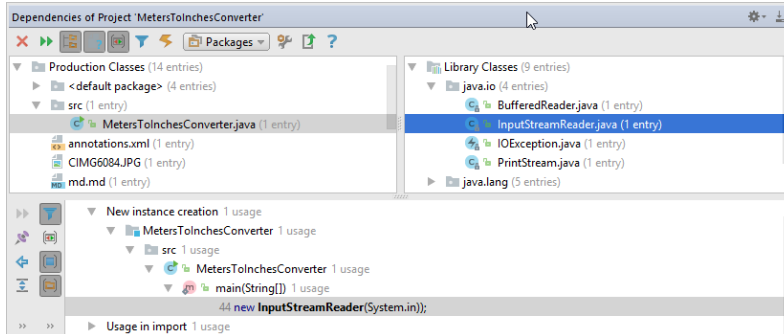 Dependencies of Project 'MetersToInchesConverter'
Packages
Production Classes (14 entries)
<default package> (4 entries)
src (1 entry)
MetersToInchesConverter.java (1 entry)
annotations.xml (1 entry)
CIMG6084.JPG (1 entry)
md.md (1 entry)
Library Classes (9 entries)
java.io (4 entries)
BufferedReader.java (1 entry)
InputStreamReader.java (1 entry)
IOException.java (1 entry)
PrintStream.java (1 entry)
java.lang (5 entries)
New instance creation 1 usage
MetersToInchesConverter 1 usage
src 1 usage
MetersToInchesConverter 1 usage
main(String[]) 1 usage
44 new InputStreamReader(System.in));
Usage in import 1 usage